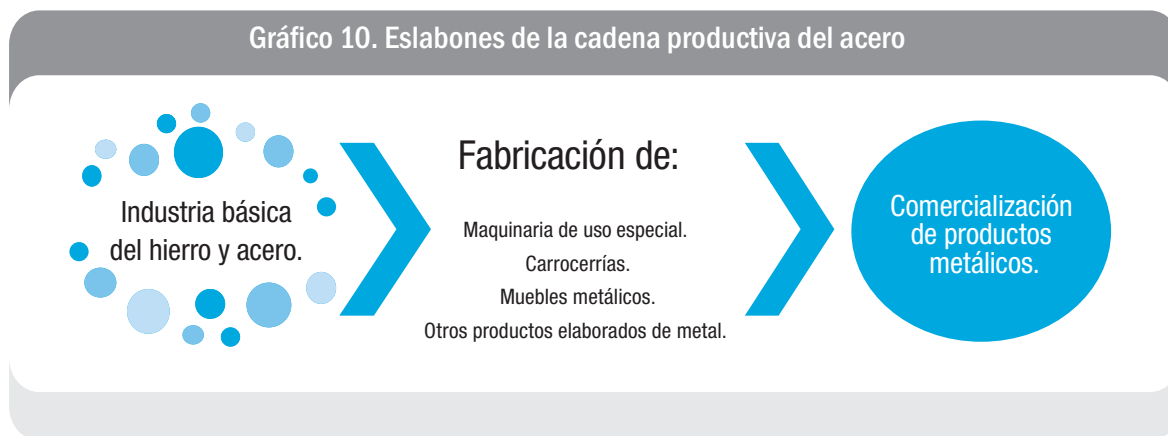 Gráfico 10. Eslabones de la cadena productiva del acero
Industria básica
del hierro y acero.
Fabricación de:
Maquinaria de uso especial.
Carrocerrías.
Muebles metálicos.
Otros productos elaborados de metal.
Comercialización
de productos
metálicos.